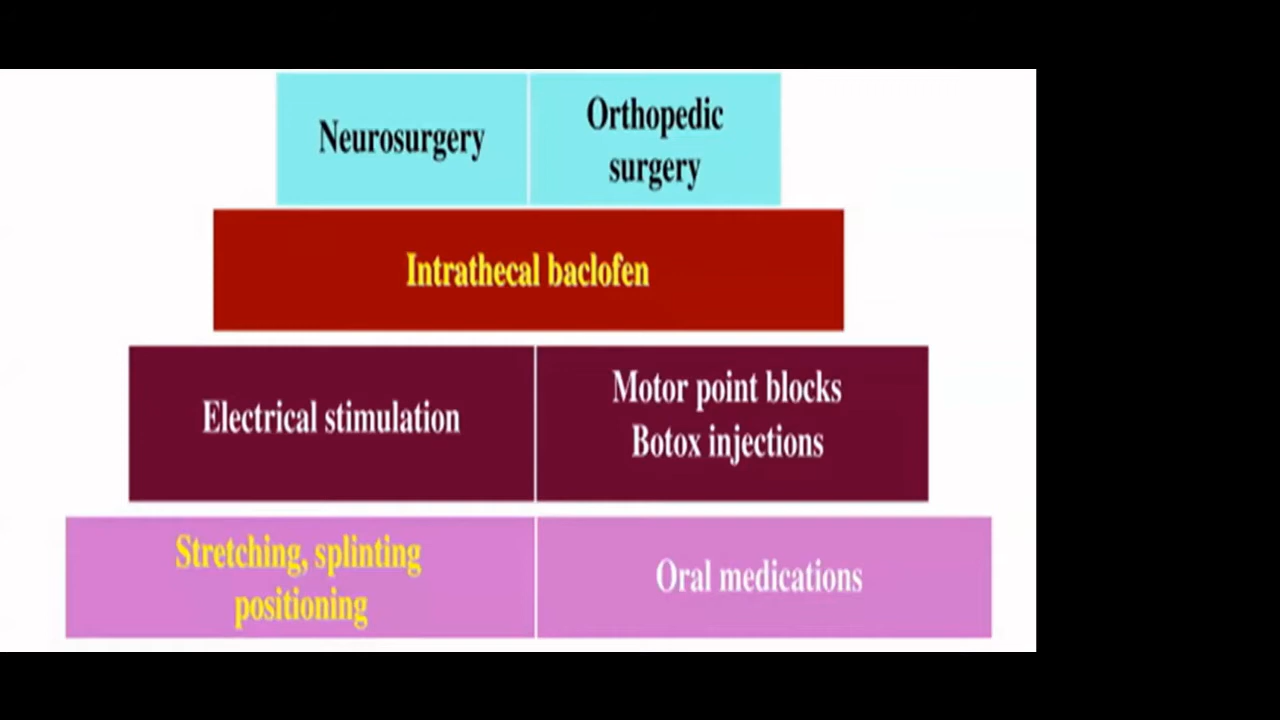 Neurosurgery
Orthopedic
surgery
Intrathecal baclofen
Electrical stimulation
Motor point blocks
Botox injections
Stretching, splinting
positioning
Oral medications